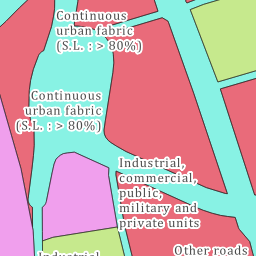 Continuous
urban fabric
(S.L. : > 80%)
Continuous
urban fabric
(S.L. : > 80%)
Industrial,
commercial,
public,
military and
private units
Other roads
Industrial